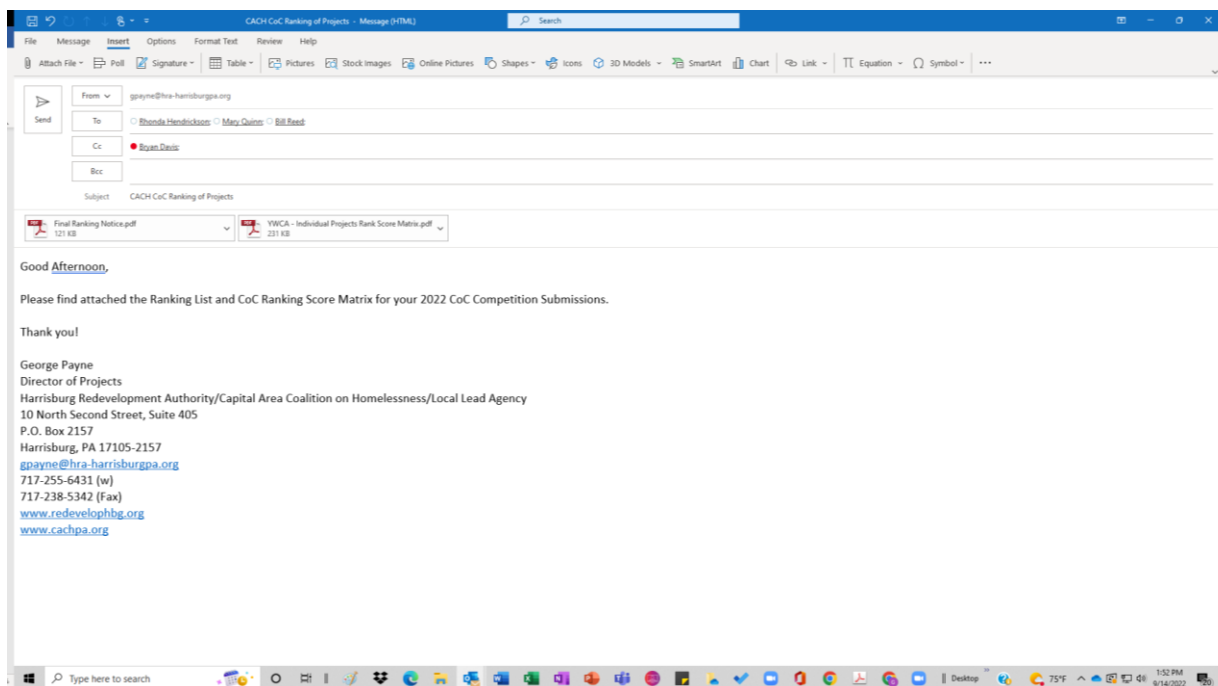 CACH CoC Ranking of Projects - Message (HTML)
Search
File Message Insert Options Format Text Review Help
Attach File Poll Signature Table Pictures Stock Images Online Pictures Shapes Icons 3D Models SmartArt Chart Link Equation Symbol ...
From gpayne@hra-harrisburgpa.org
Send
To Rhonda Hendrickson; Mary Quinn; Bill Reed;
Cc Bryan Davis;
Bcc
Subject CACH CoC Ranking of Projects
Final Ranking Notice.pdf
121 KB
YWCA - Individual Projects Rank Score Matrix.pdf
231 KB
Good Afternoon,
Please find attached the Ranking List and CoC Ranking Score Matrix for your 2022 CoC Competition Submissions.
Thank you!
George Payne
Director of Projects
Harrisburg Redevelopment Authority/Capital Area Coalition on Homelessness/Local Lead Agency
10 North Second Street, Suite 405
P.O. Box 2157
Harrisburg, PA 17105-2157
gpayne@hra-harrisburgpa.org
717-255-6431 (w)
717-238-5342 (Fax)
www.redevelophbg.org
www.cachpa.org
Type here to search
Desktop
75°F
1:52 PM
9/14/2022
20